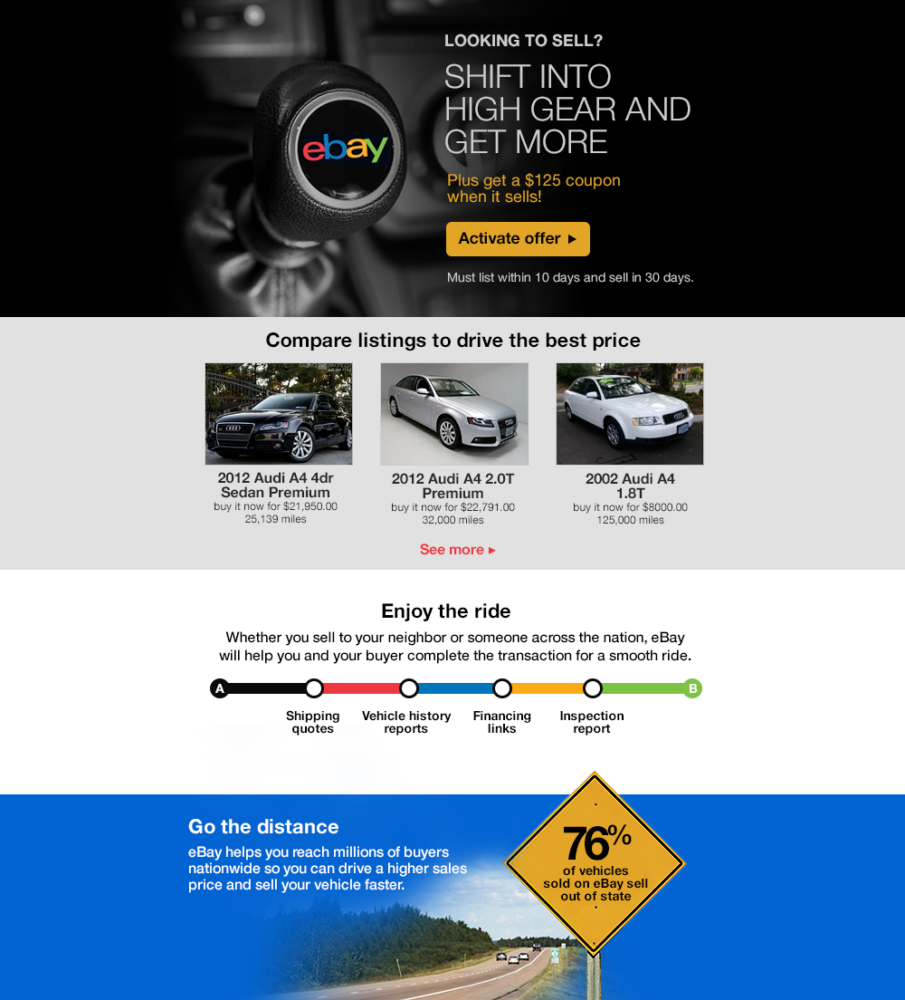 LOOKING TO SELL?
SHIFT INTO
HIGH GEAR AND
GET MORE
ebay
Plus get a $125 coupon
when it sells!
Activate offer
Must list within 10 days and sell in 30 days.
Compare listings to drive the best price
2012 Audi A4 4dr
Sedan Premium
buy it now for $21,950.00
25,139 miles
2012 Audi A4 2.0T
Premium
buy it now for $22,791.00
32,000 miles
2002 Audi A4
1.8T
buy it now for $8000.00
125,000 miles
See more
Enjoy the ride
Whether you sell to your neighbor or someone across the nation, eBay
will help you and your buyer complete the transaction for a smooth ride.
A
B
Shipping
quotes
Vehicle history
reports
Financing
links
Inspection
report
Go the distance
eBay helps you reach millions of buyers
nationwide so you can drive a higher sales
price and sell your vehicle faster.
76%
of vehicles
sold on eBay sell
out of state